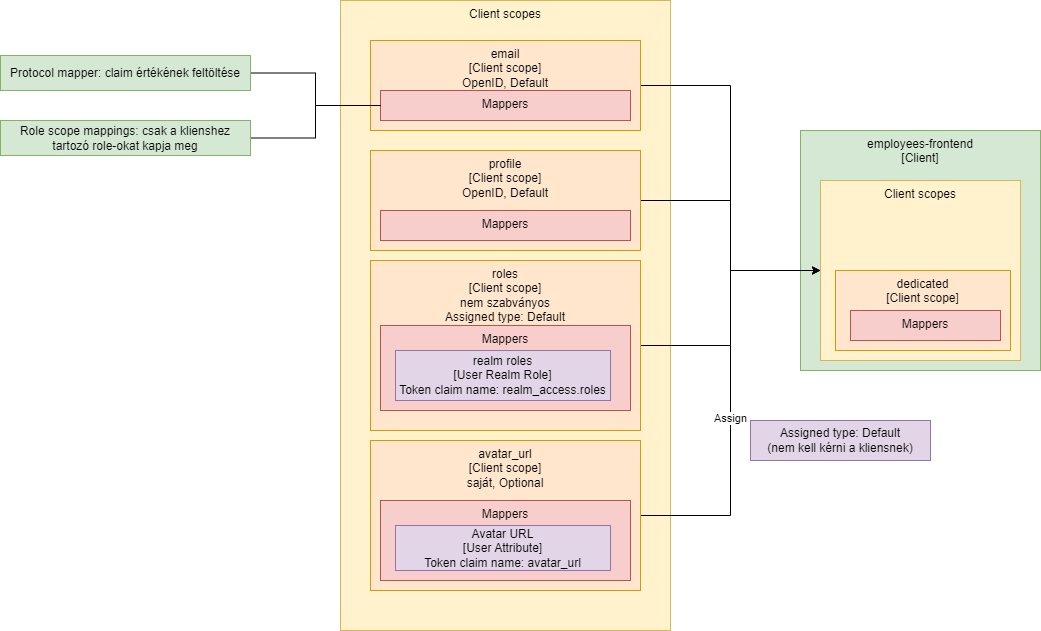 Client scopes
Protocol mapper: claim értékének feltöltése
Role scope mappings: csak a klienshez
tartozó role-okat kapja meg
email
[Client scope]
OpenID, Default
Mappers
profile
[Client scope]
OpenID, Default
Mappers
roles
[Client scope]
nem szabványos
Assigned type: Default
Mappers
realm roles
[User Realm Role]
Token claim name: realm_access.roles
avatar_url
[Client scope]
saját, Optional
Mappers
Avatar URL
[User Attribute]
Token claim name: avatar_url
Assign
Assigned type: Default
(nem kell kérni a kliensnek)
employees-frontend
[Client]
Client scopes
dedicated
[Client scope]
Mappers